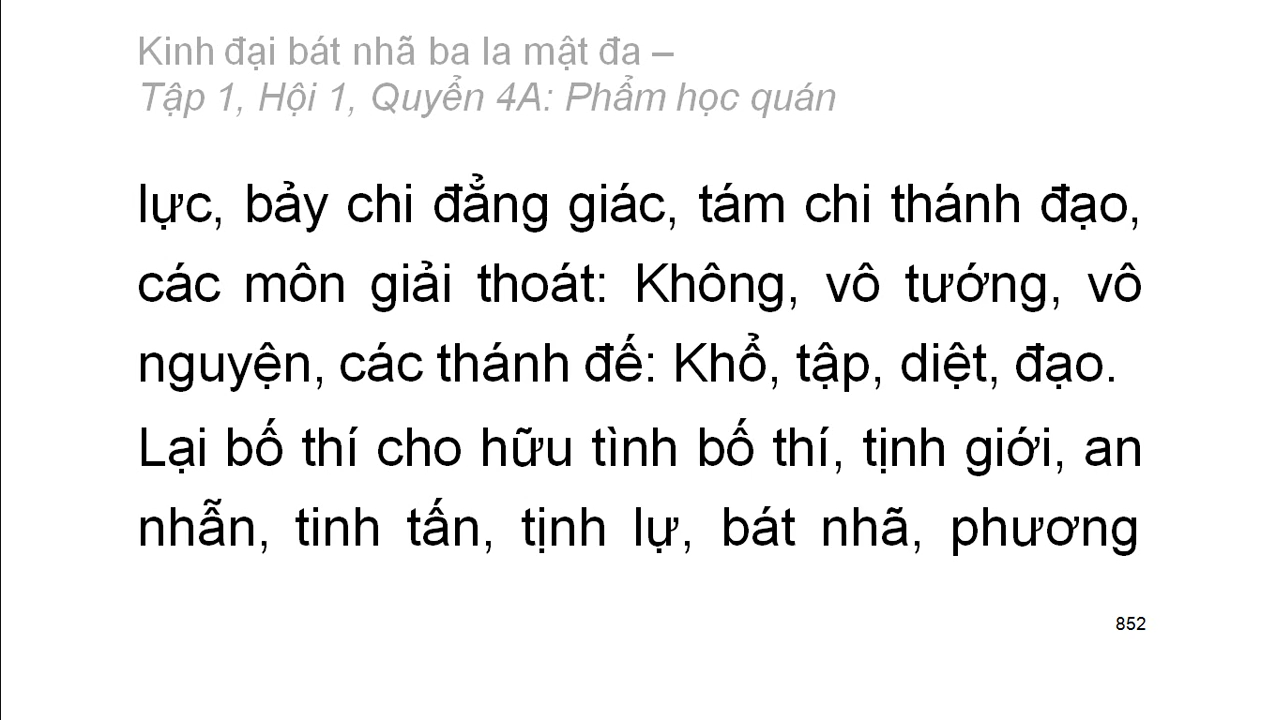 Kinh đại bát nhã ba la mật đa –
Tập 1, Hội 1, Quyển 4A: Phẩm học quán
lực, bảy chi đẳng giác, tám chi thánh đạo,
các môn giải thoát: Không, vô tướng, vô
nguyện, các thánh đế: Khổ, tập, diệt, đạo.
Lại bố thí cho hữu tình bố thí, tịnh giới, an
nhẫn, tinh tấn, tịnh lự, bát nhã, phương
852